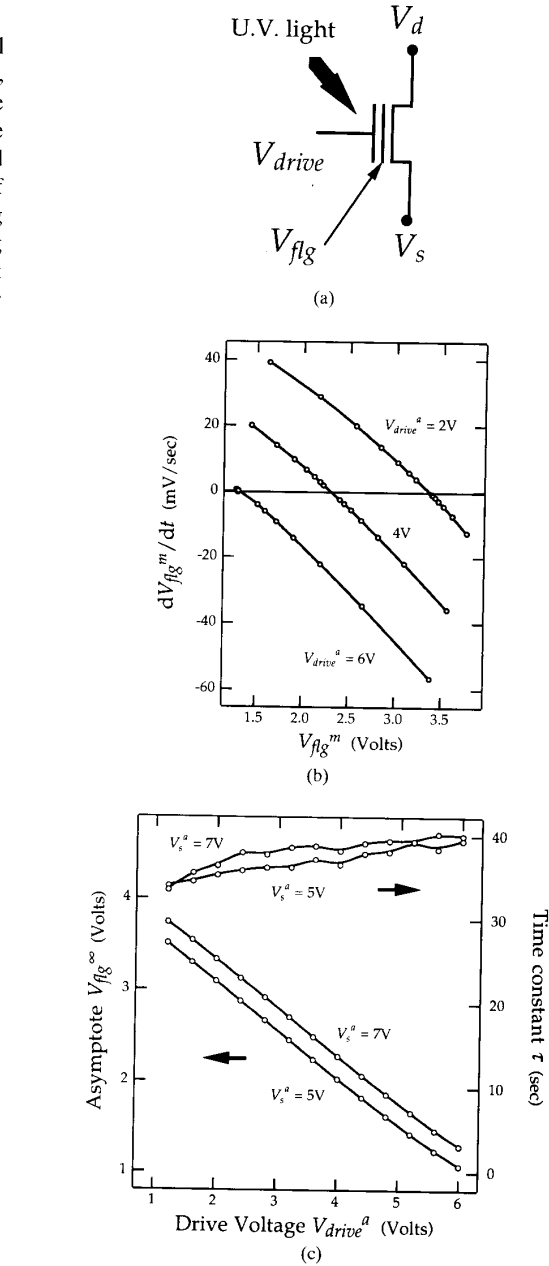 U.V. light
V_d
V_drive
V_flg
V_s
(a)
dV_flg^m/dt (mV/sec)
40
20
0
-20
-40
-60
V_drive^a = 2V
4V
V_drive^a = 6V
1.5 2.0 2.5 3.0 3.5
V_flg^m (Volts)
(b)
Asymptote V_flg^∞ (Volts)
4
3
2
1
V_s^a = 7V
V_s^a = 5V
V_s^a = 7V
V_s^a = 5V
40
30
20
10
0
Time constant τ (sec)
1 2 3 4 5 6
Drive Voltage V_drive^a (Volts)
(c)